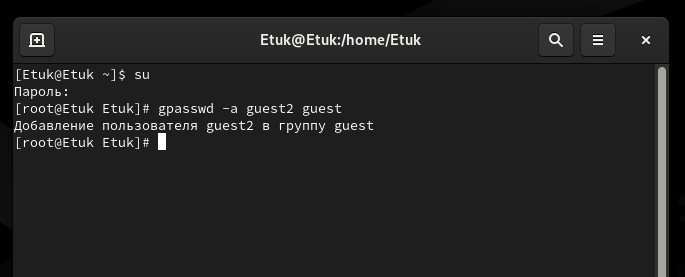 Etuk@Etuk:/home/Etuk
[Etuk@Etuk ~]$ su
Пароль:
[root@Etuk Etuk]# gpasswd -a guest2 guest
Добавление пользователя guest2 в группу guest
[root@Etuk Etuk]#